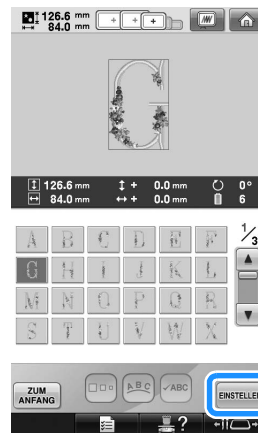 126.6 mm
84.0 mm
G
126.6 mm + 0.0 mm 0°
84.0 mm + 0.0 mm 6
1/3
A B C D E F
G H I J K L
M N O P Q R
S T U V W X
ZUM ANFANG
ABC
ABC
EINSTELLEN
?